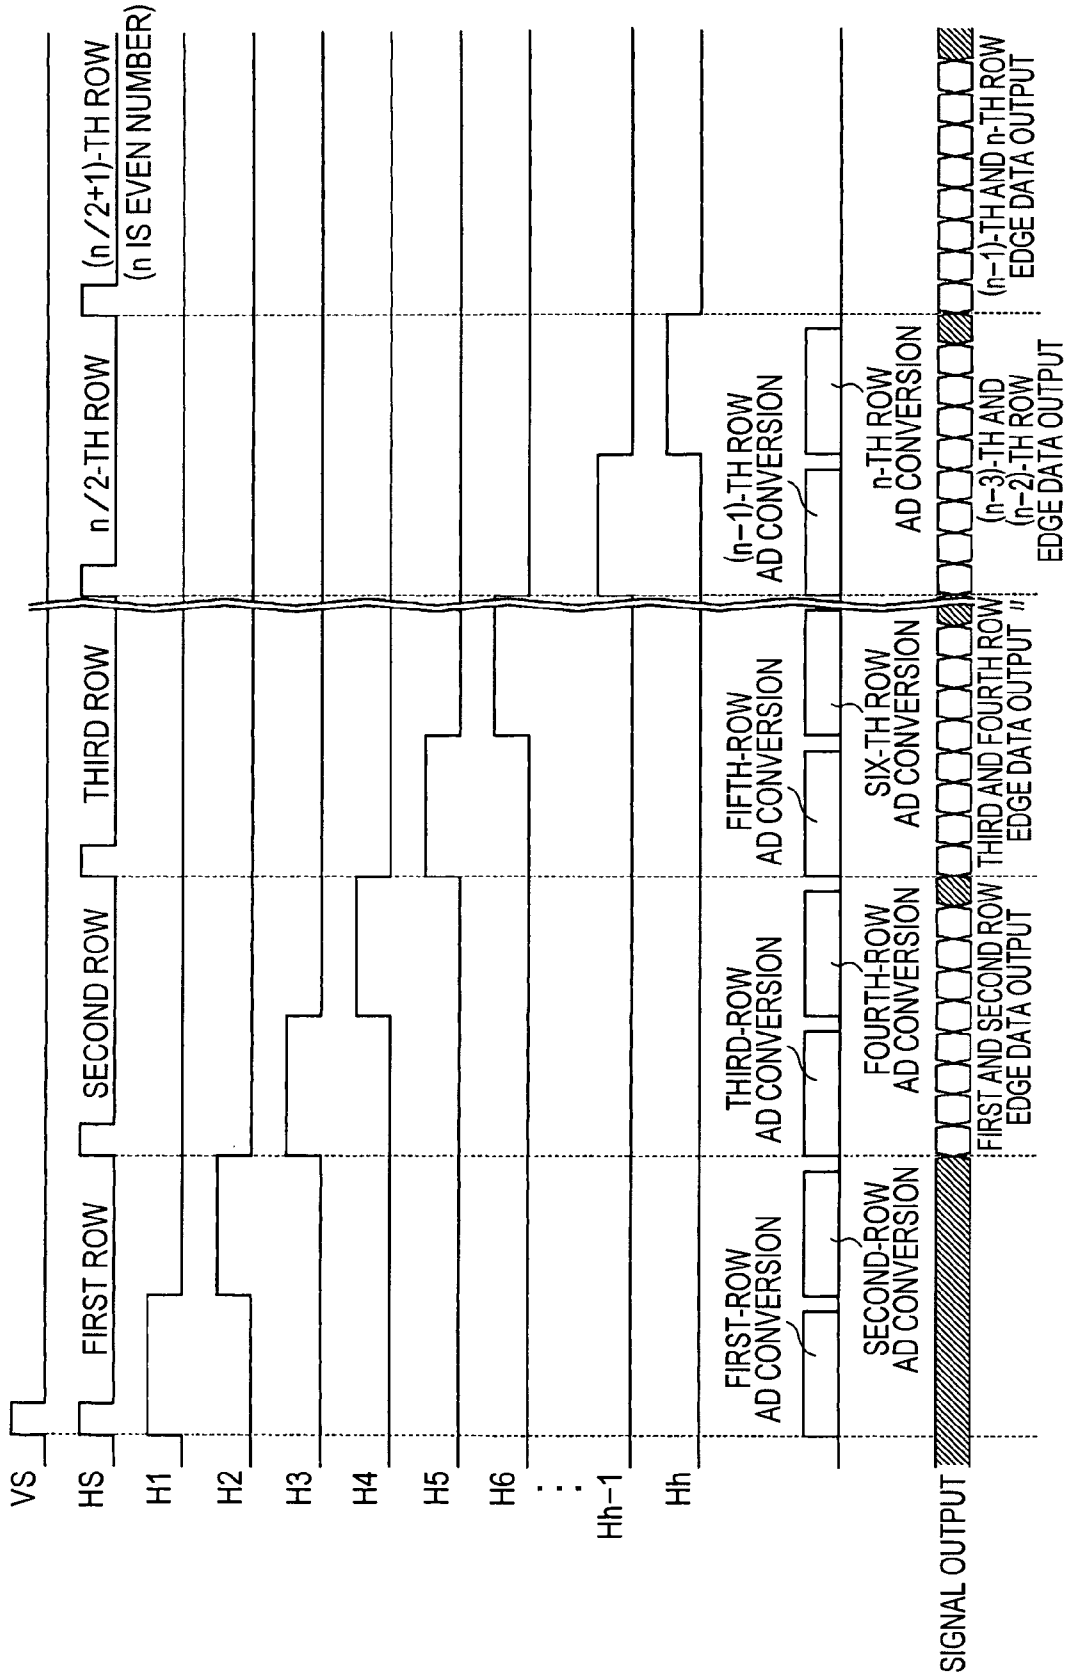 VS
HS
FIRST ROW
SECOND ROW
THIRD ROW
n/2-TH ROW
(n/2+1)-TH ROW
(n IS EVEN NUMBER)
H1
H2
H3
H4
H5
H6
...
Hh-1
Hh
FIRST-ROW
AD CONVERSION
THIRD-ROW
AD CONVERSION
FIFTH-ROW
AD CONVERSION
(n-1)-TH ROW
AD CONVERSION
SECOND-ROW
AD CONVERSION
FOURTH-ROW
AD CONVERSION
SIX-TH ROW
AD CONVERSION
n-TH ROW
AD CONVERSION
SIGNAL OUTPUT
FIRST AND SECOND ROW
EDGE DATA OUTPUT
THIRD AND FOURTH ROW
EDGE DATA OUTPUT "
(n-3)-TH AND
(n-2)-TH ROW
EDGE DATA OUTPUT
(n-1)-TH AND n-TH ROW
EDGE DATA OUTPUT